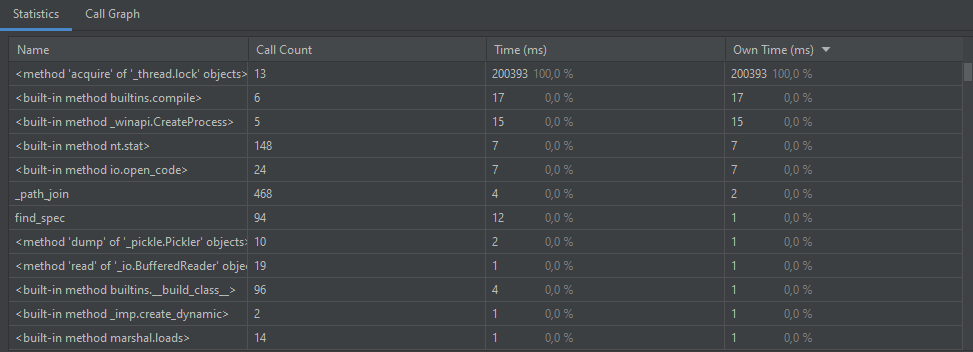 Statistics Call Graph
Name Call Count Time (ms) Own Time (ms)
<method 'acquire' of '_thread.lock' objects> 13 200393 100,0 % 200393 100,0 %
<built-in method builtins.compile> 6 17 0,0 % 17 0,0 %
<built-in method _winapi.CreateProcess> 5 15 0,0 % 15 0,0 %
<built-in method nt.stat> 148 7 0,0 % 7 0,0 %
<built-in method io.open_code> 24 7 0,0 % 7 0,0 %
_path_join 468 4 0,0 % 2 0,0 %
find_spec 94 12 0,0 % 1 0,0 %
<method 'dump' of '_pickle.Pickler' objects> 10 2 0,0 % 1 0,0 %
<method 'read' of '_io.BufferedReader' obje 19 1 0,0 % 1 0,0 %
<built-in method builtins.__build_class__> 96 4 0,0 % 1 0,0 %
<built-in method _imp.create_dynamic> 2 1 0,0 % 1 0,0 %
<built-in method marshal.loads> 14 1 0,0 % 1 0,0 %